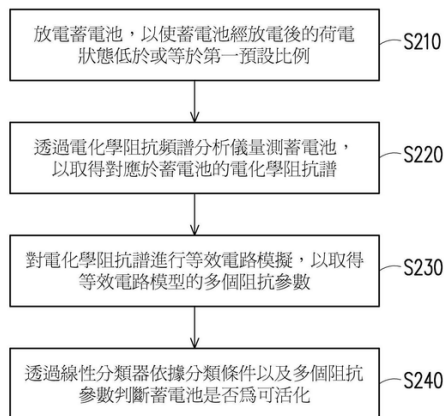 放電蓄電池，以使蓄電池經放電後的荷電
狀態低於或等於第一預設比例
S210
透過電化學阻抗頻譜分析儀量測蓄電池，
以取得對應於蓄電池的電化學阻抗譜
S220
對電化學阻抗譜進行等效電路模擬，以取得
等效電路模型的多個阻抗參數
S230
透過線性分類器依據分類條件以及多個阻抗
參數判斷蓄電池是否為可活化
S240